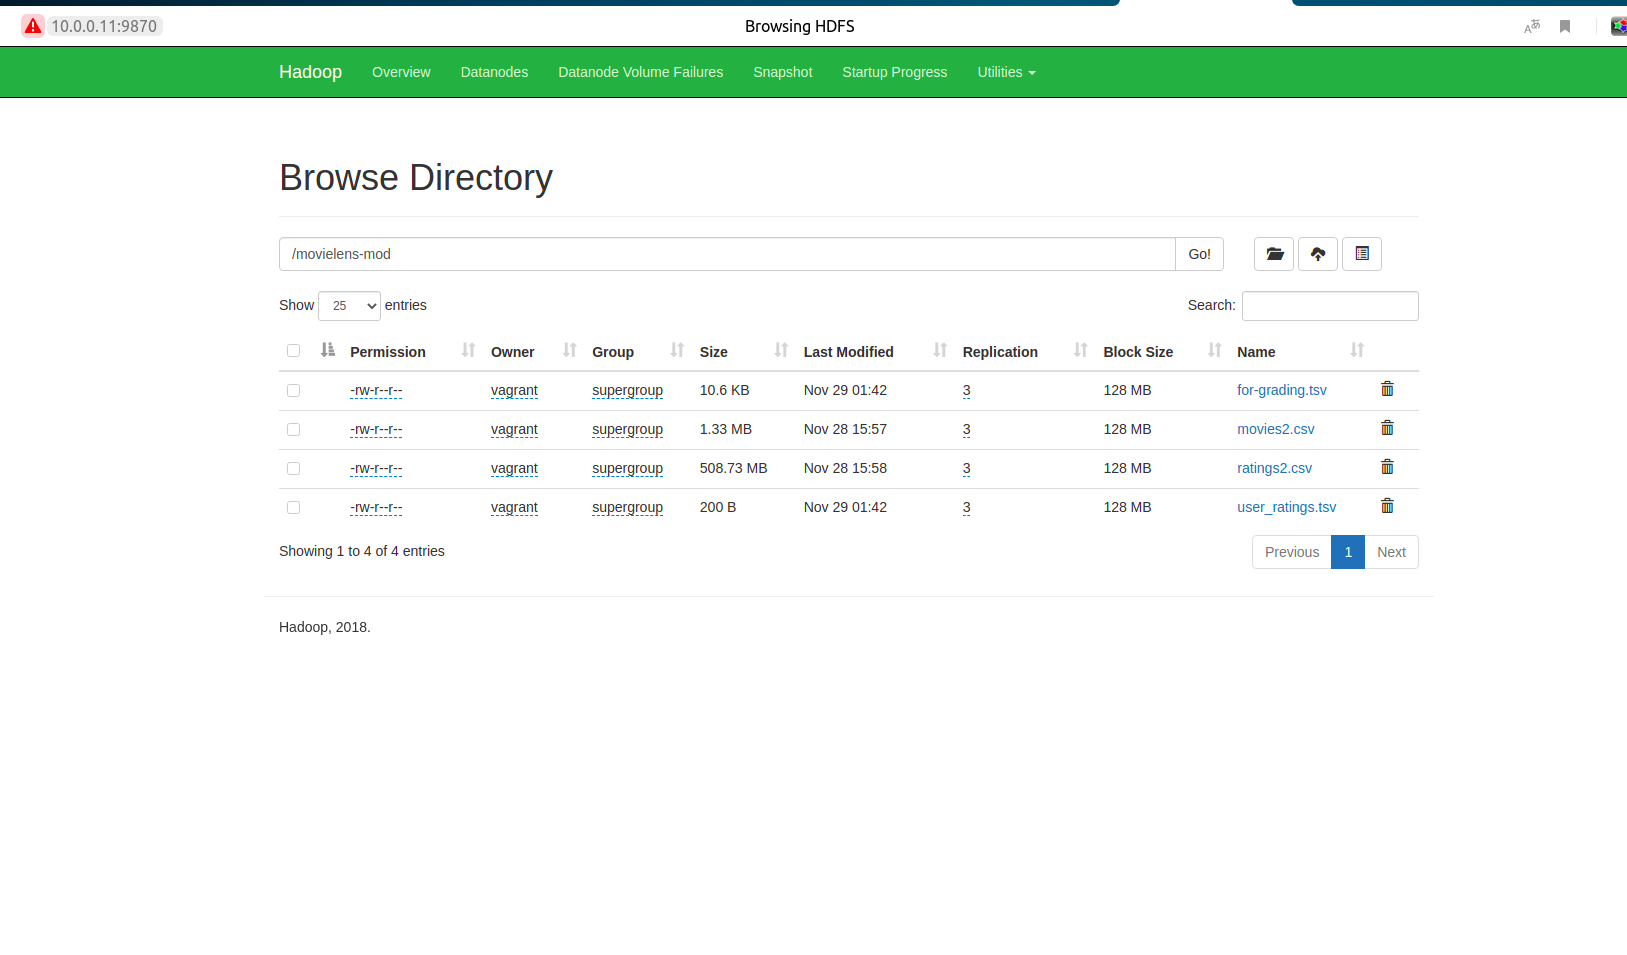 10.0.0.11:9870 Browsing HDFS
Hadoop Overview Datanodes Datanode Volume Failures Snapshot Startup Progress Utilities
Browse Directory
/movielens-mod Go!
Show 25 entries Search:
Permission Owner Group Size Last Modified Replication Block Size Name
-rw-r--r-- vagrant supergroup 10.6 KB Nov 29 01:42 3 128 MB for-grading.tsv
-rw-r--r-- vagrant supergroup 1.33 MB Nov 28 15:57 3 128 MB movies2.csv
-rw-r--r-- vagrant supergroup 508.73 MB Nov 28 15:58 3 128 MB ratings2.csv
-rw-r--r-- vagrant supergroup 200 B Nov 29 01:42 3 128 MB user_ratings.tsv
Showing 1 to 4 of 4 entries Previous 1 Next
Hadoop, 2018.